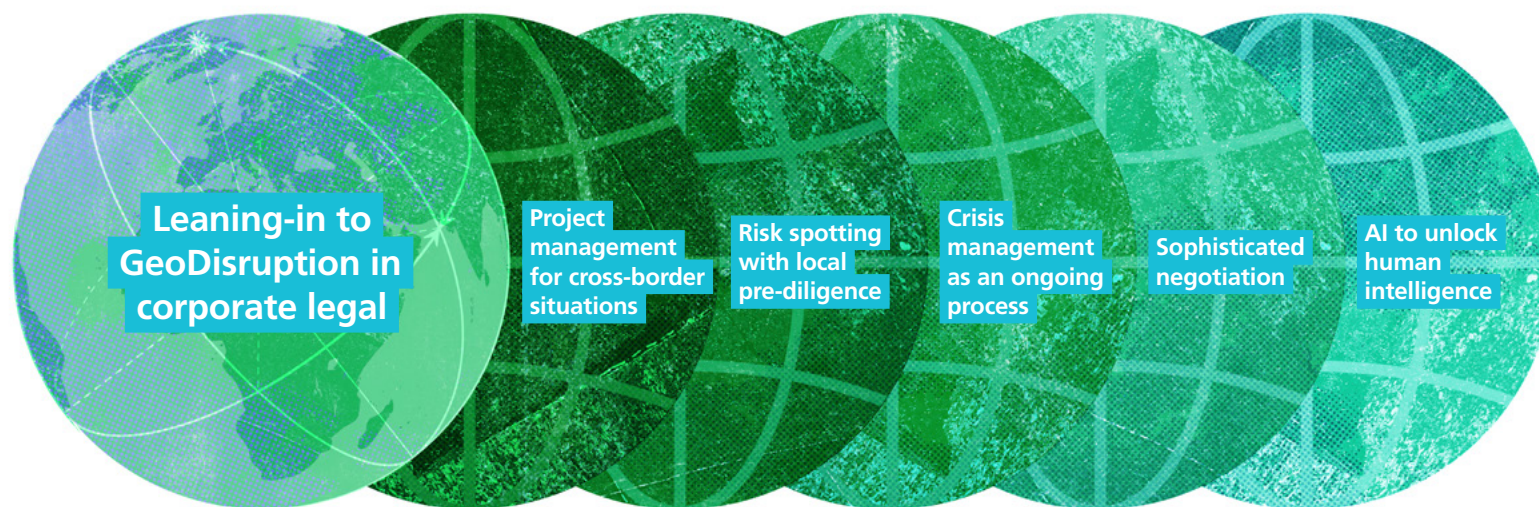 Leaning-in to
GeoDisruption in
corporate legal
Project
management
for cross-border
situations
Risk spotting
with local
pre-diligence
Crisis
management
as an ongoing
process
Sophisticated
negotiation
AI to unlock
human
intelligence